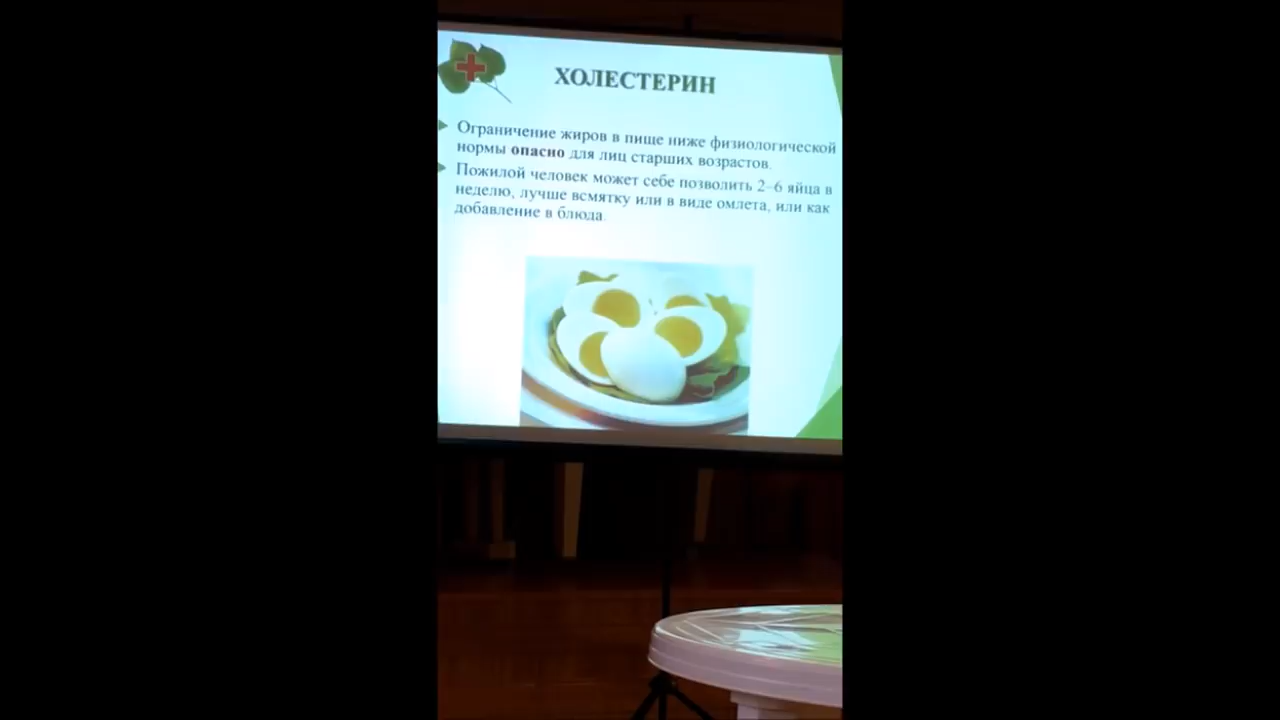 ХОЛЕСТЕРИН
Ограничение жиров в пище ниже физиологической
нормы опасно для лиц старших возрастов.
Пожилой человек может себе позволить 2–6 яйца в
неделю, лучше всмятку или в виде омлета, или как
добавление в блюда.